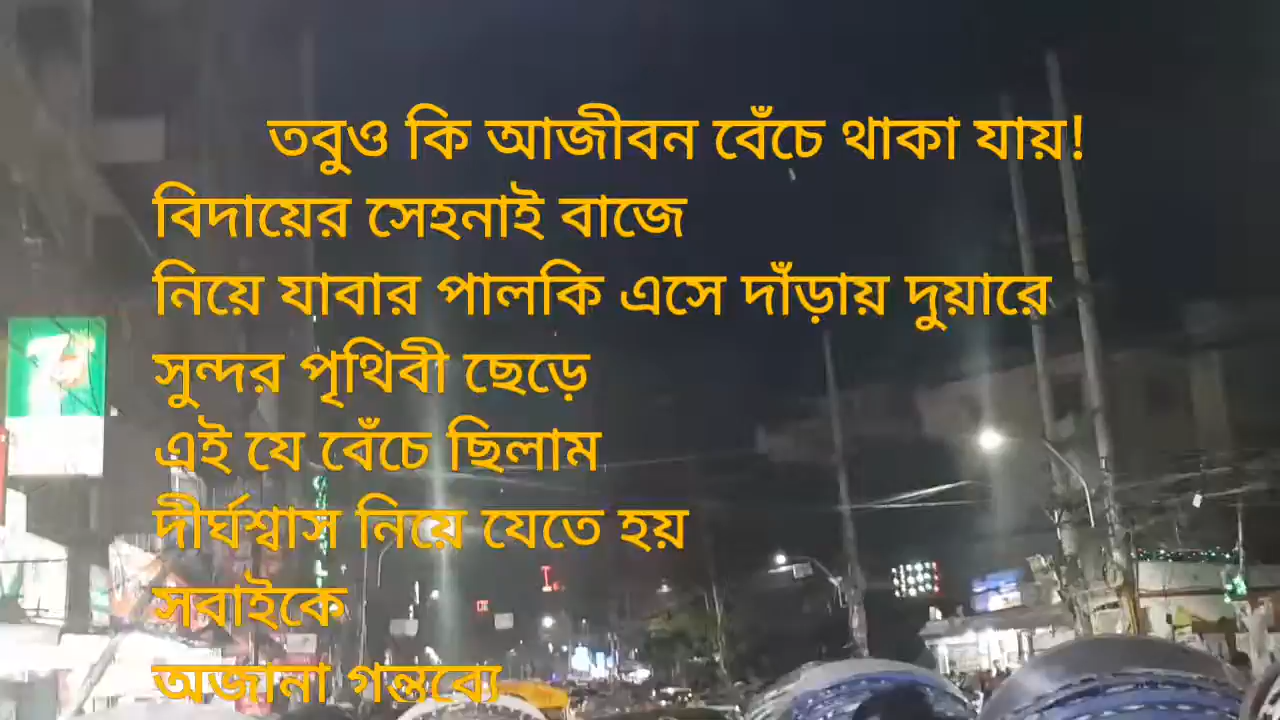 তবুও কি আজীবন বেঁচে থাকা যায়!
বিদায়ের সেহনাই বাজে
নিয়ে যাবার পালকি এসে দাঁড়ায় দুয়ারে
সুন্দর পৃথিবী ছেড়ে
এই যে বেঁচে ছিলাম
দীর্ঘশ্বাস নিয়ে যেতে হয়
সবাইকে
অজানা গন্তব্যে